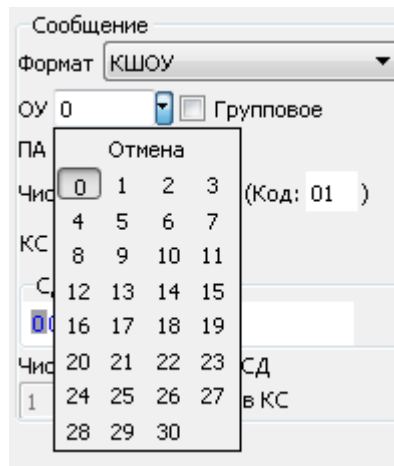 Сообщение
Формат КШОУ
ОУ 0 Групповое
ПА Отмена
0 1 2 3 (Код: 01 )
4 5 6 7
КС
8 9 10 11
12 13 14 15
16 17 18 19
20 21 22 23 СД
1 24 25 26 27 в КС
28 29 30